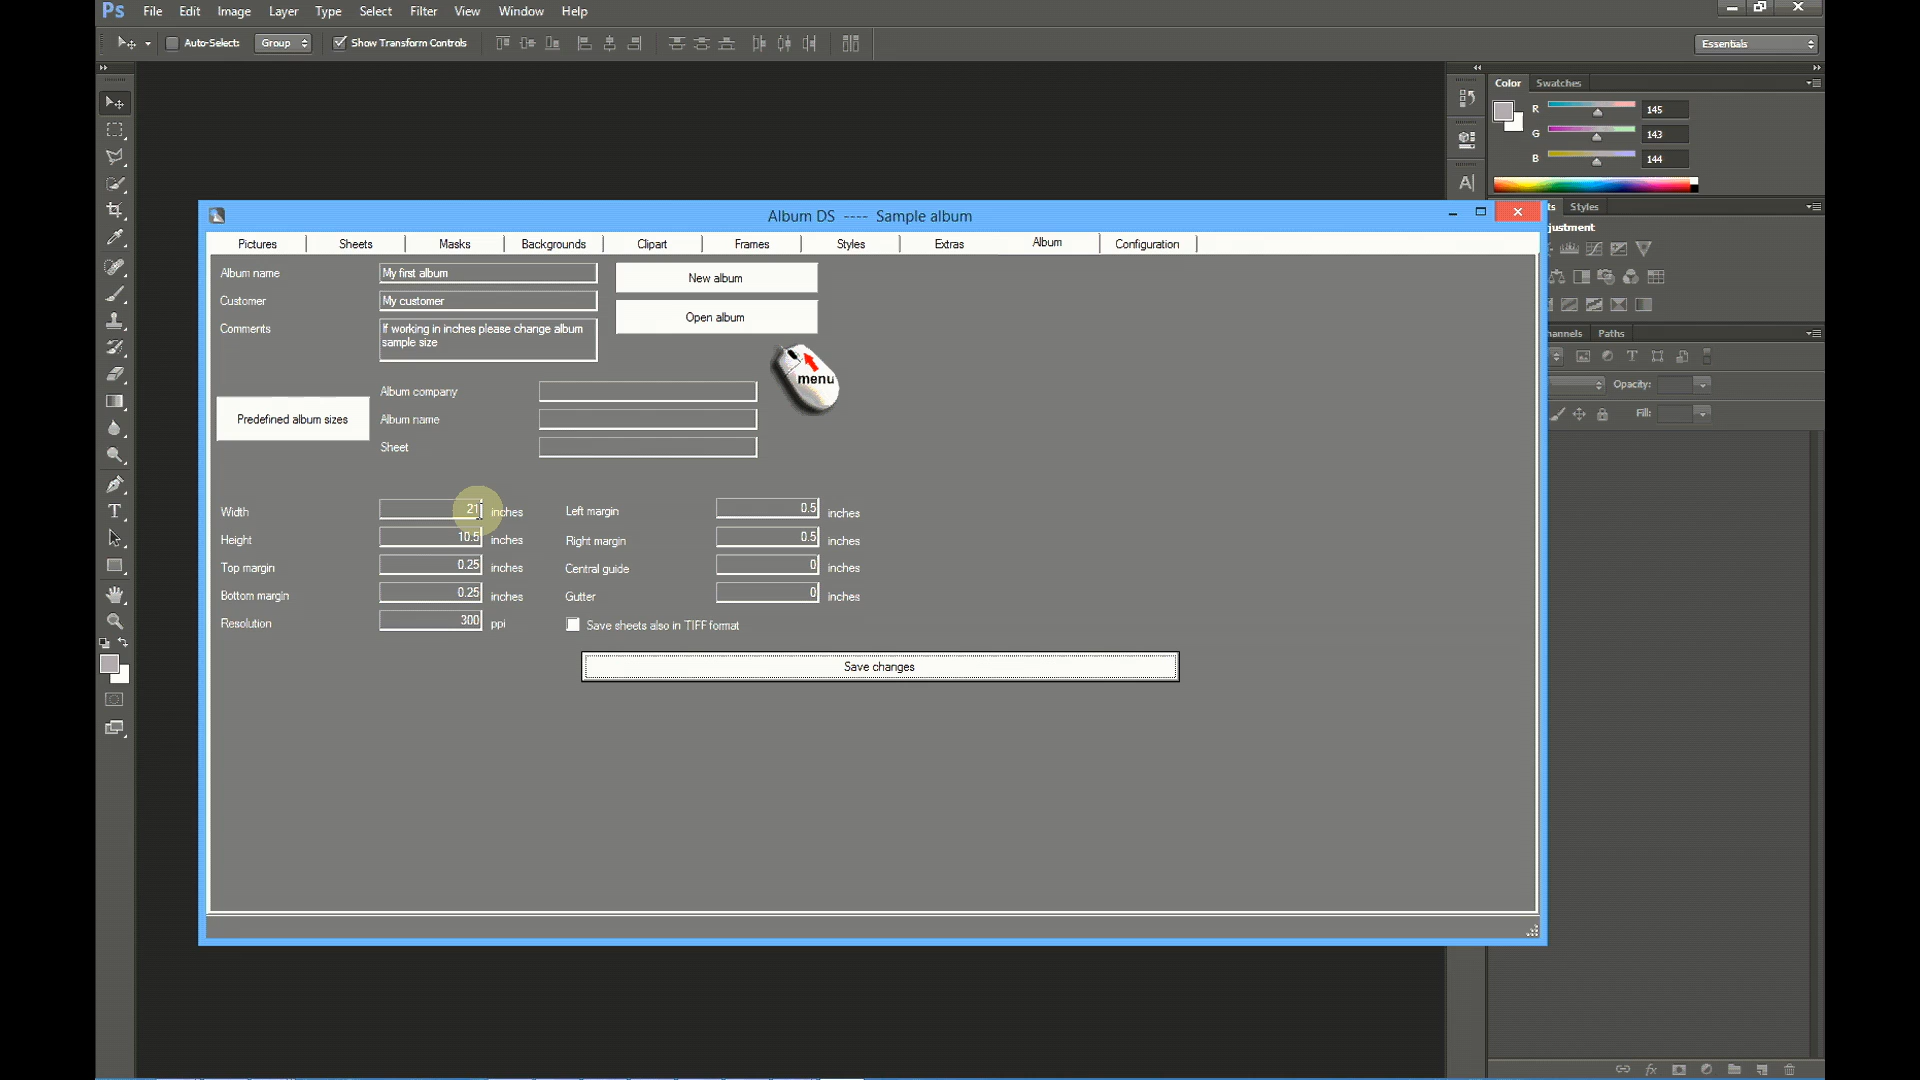 Ps File Edit Image Layer Type Select Filter View Window Help
Auto-Select: Group Show Transform Controls Essentials
Color Swatches
R 145
G 143
B 144
Album DS ---- Sample album
ts Styles
justment
Pictures Sheets Masks Backgrounds Clipart Frames Styles Extras Album Configuration
Album name My first album New album
Customer My customer Open album
Comments If working in inches please change album
sample size
hannels Paths
menu
Opacity:
Fill:
Predefined album sizes
Album company
Album name
Sheet
Width 21 inches Left margin 0.5 inches
Height 10.5 inches Right margin 0.5 inches
Top margin 0.25 inches Central guide 0 inches
Bottom margin 0.25 inches Gutter 0 inches
Resolution 300 ppi Save sheets also in TIFF format
Save changes